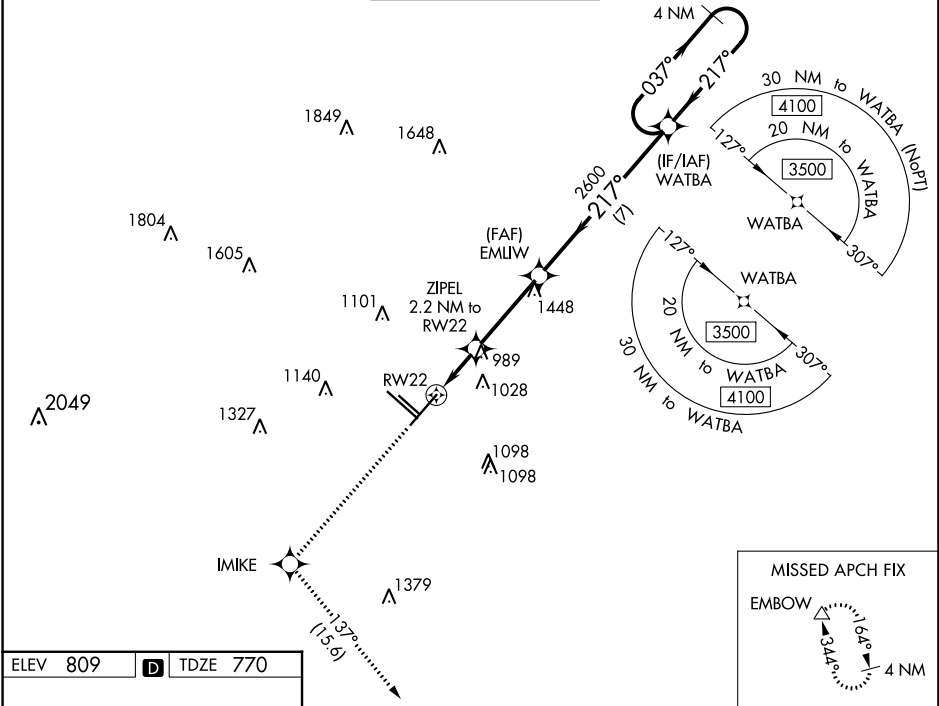 4 NM
037°
217°
30 NM to WATBA (NoPT)
4100
20 NM to WATBA
3500
127°
307°
WATBA
1849
1648
(IF/IAF)
WATBA
2600
217°
(7)
1804
1605
(FAF)
EMLIW
1448
127°
WATBA
3500
20 NM to WATBA
307°
4100
30 NM to WATBA
1101
ZIPEL
2.2 NM to
RW22
989
1028
1140
RW22
2049
1327
1098
1098
IMIKE
1379
137°
(15.6)
MISSED APCH FIX
EMBOW
164°
344°
4 NM
ELEV 809 D TDZE 770